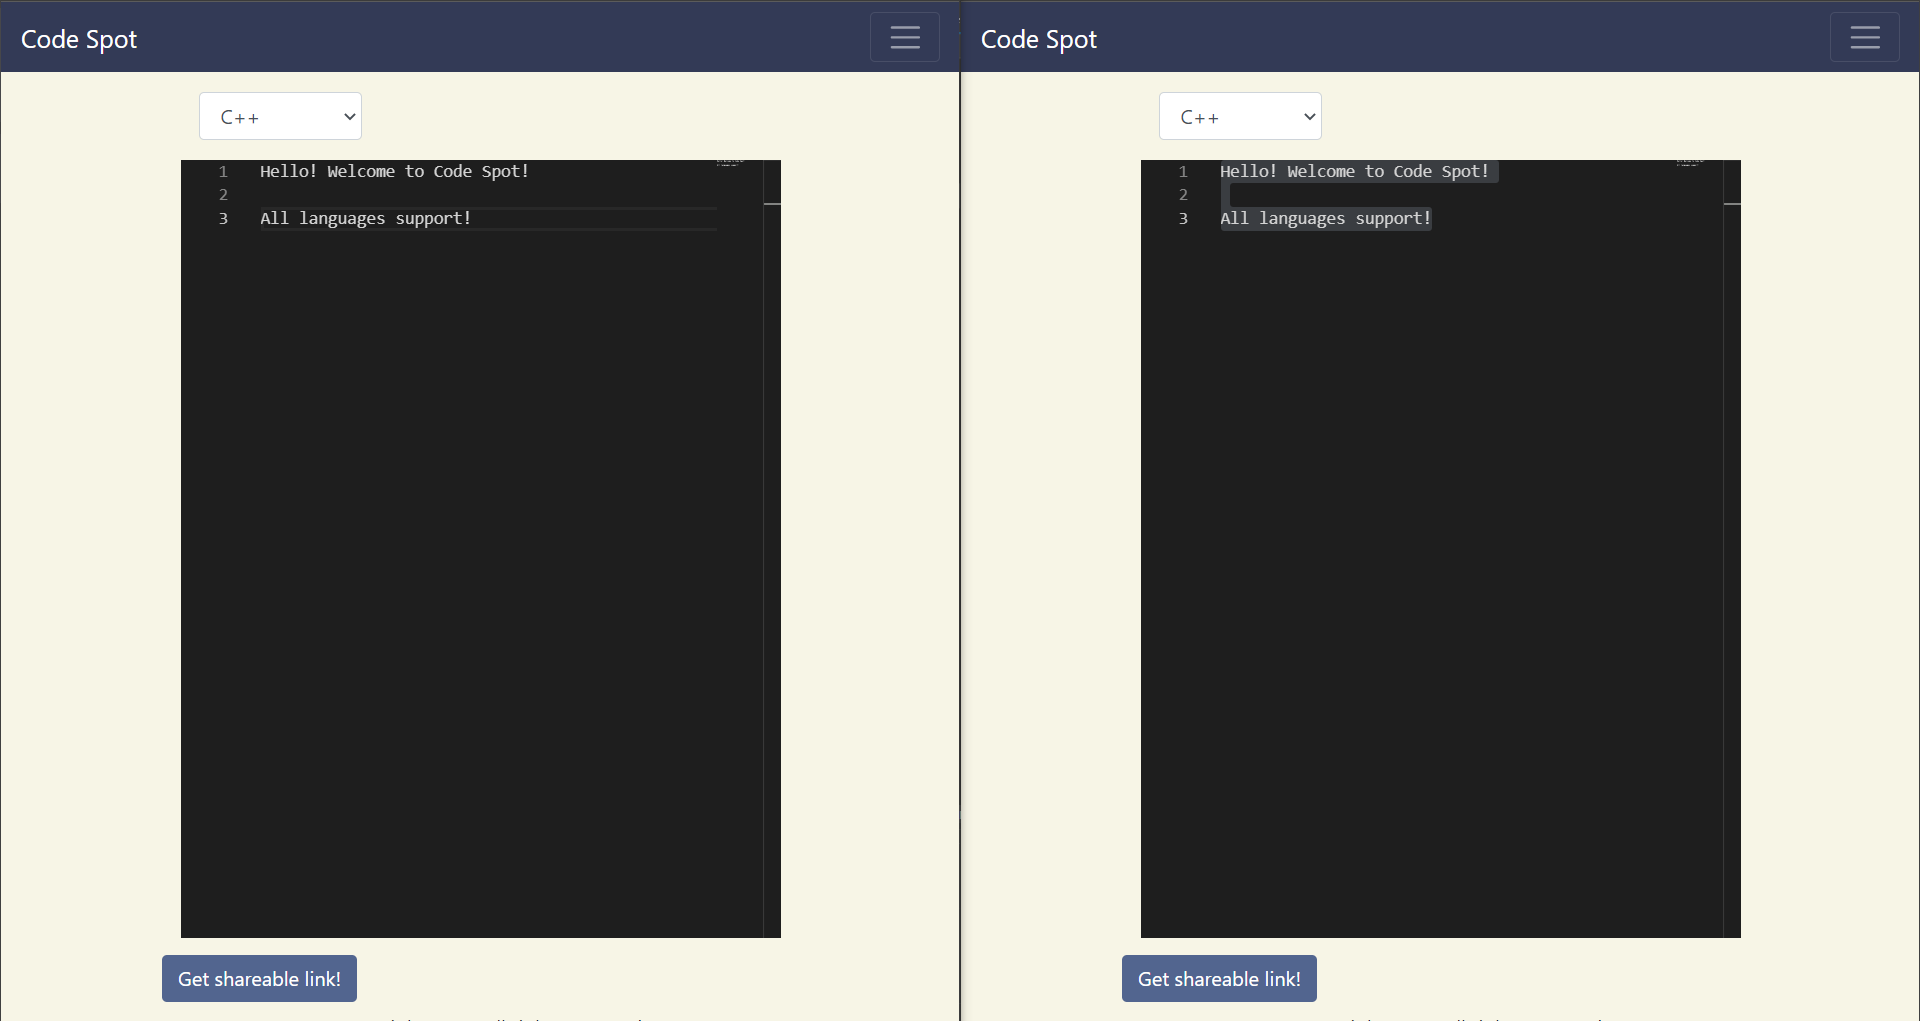 Code Spot
C++
1 Hello! Welcome to Code Spot!
2
3 All languages support!
Get shareable link!
Code Spot
C++
1 Hello! Welcome to Code Spot!
2
3 All languages support!
Get shareable link!